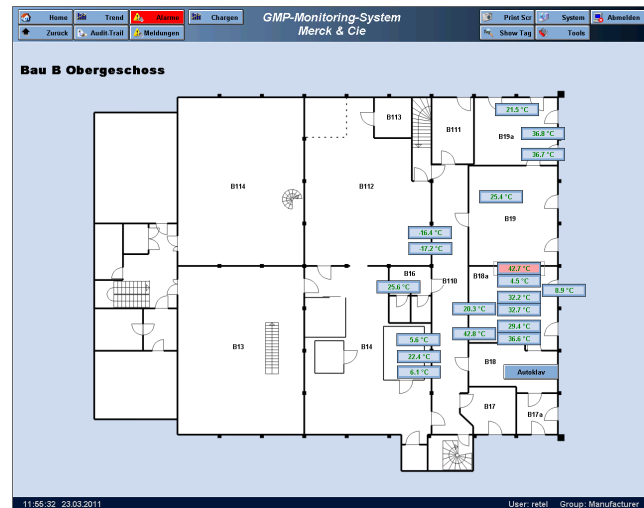 Home Trend Alarme Chargen GMP-Monitoring-System Print Scr System Abmelden
Zurück Audit.Trail Meldungen Merck & Cie Show Tag Tools
Bau B Obergeschoss
21.5 °C
B113
B111
B19a
36.8 °C
36.7 °C
B114
B112
25.4 °C
B19
-16.4 °C
-17.2 °C
42.7 °C
B16
B18a
4.5 °C
B110
25.6 °C
8.9 °C
32.2 °C
20.3 °C
32.7 °C
29.4 °C
42.8 °C
5.6 °C
36.6 °C
B13
B14
22.4 °C
B18
6.1 °C
Autoklav
B17
B17a
11:55:32 23.03.2011 User: retel Group: Manufacturer